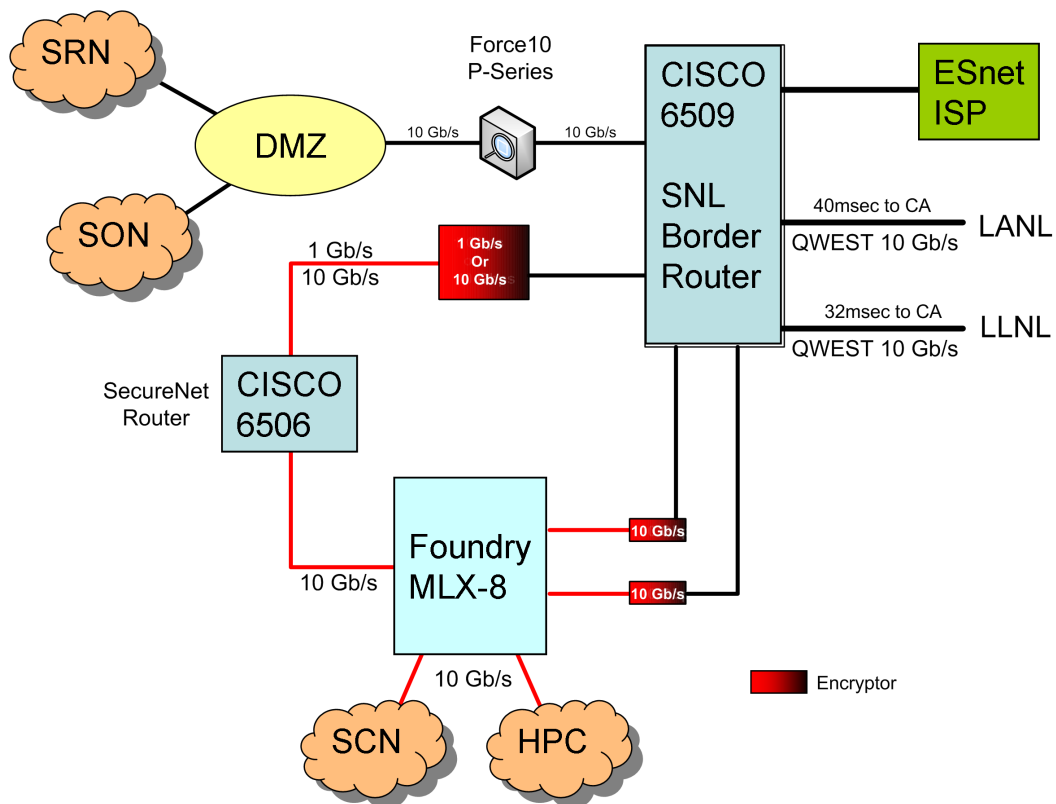 SRN
Force10
P-Series
CISCO
6509
SNL
Border
Router
ESnet
ISP
DMZ
10 Gb/s
10 Gb/s
SON
40msec to CA
QWEST 10 Gb/s
LANL
1 Gb/s
10 Gb/s
1 Gb/s
Or
10 Gb/s
32msec to CA
QWEST 10 Gb/s
LLNL
SecureNet
Router
CISCO
6506
Foundry
MLX-8
10 Gb/s
10 Gb/s
10 Gb/s
10 Gb/s
SCN
HPC
Encryptor